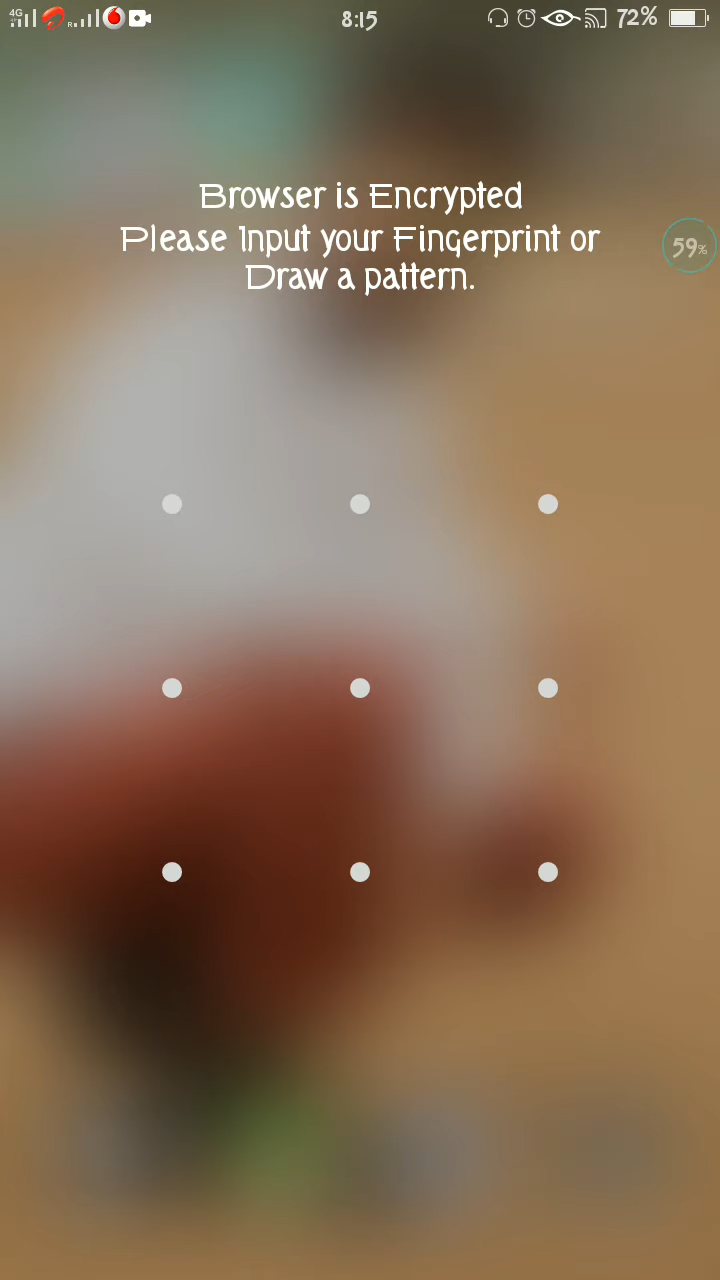 4G
R
8:15
72%
Browser is Encrypted
Please Input your Fingerprint or
Draw a pattern.
59%